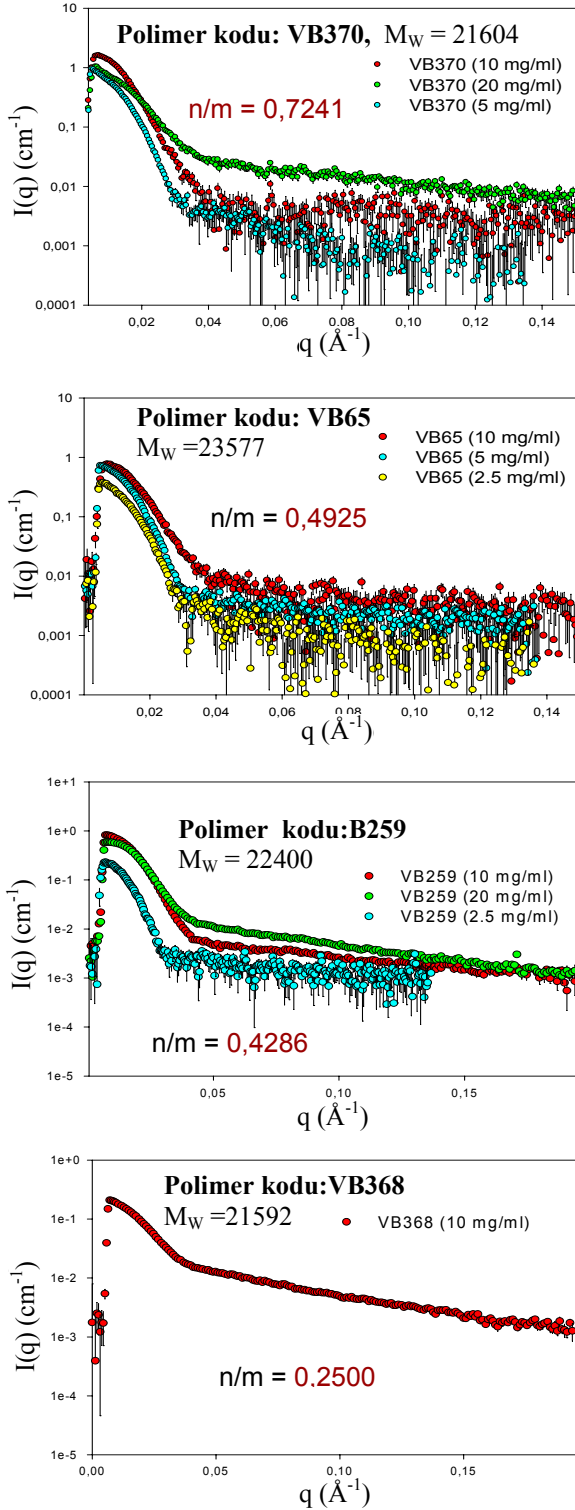 Polimer kodu: VB370, M_W = 21604
VB370 (10 mg/ml)
VB370 (20 mg/ml)
VB370 (5 mg/ml)
n/m = 0,7241
I(q) (cm⁻¹)
10
1
0,1
0,01
0,001
0,0001
0,02 0,04 0,06 0,08 0,10 0,12 0,14
q (Å⁻¹)
Polimer kodu: VB65
M_W =23577
VB65 (10 mg/ml)
VB65 (5 mg/ml)
VB65 (2.5 mg/ml)
n/m = 0,4925
I(q) (cm⁻¹)
10
1
0,1
0,01
0,001
0,0001
0,02 0,04 0,06 0,08 0,10 0,12 0,14
q (Å⁻¹)
Polimer kodu:B259
M_W = 22400
VB259 (10 mg/ml)
VB259 (20 mg/ml)
VB259 (2.5 mg/ml)
n/m = 0,4286
I(q) (cm⁻¹)
1e+1
1e+0
1e-1
1e-2
1e-3
1e-4
1e-5
0,05 0,10 0,15
q (Å⁻¹)
Polimer kodu:VB368
M_W =21592
VB368 (10 mg/ml)
n/m = 0.2500
I(q) (cm⁻¹)
1e+0
1e-1
1e-2
1e-3
1e-4
1e-5
0,00 0,05 0,10 0,15
q (Å⁻¹)